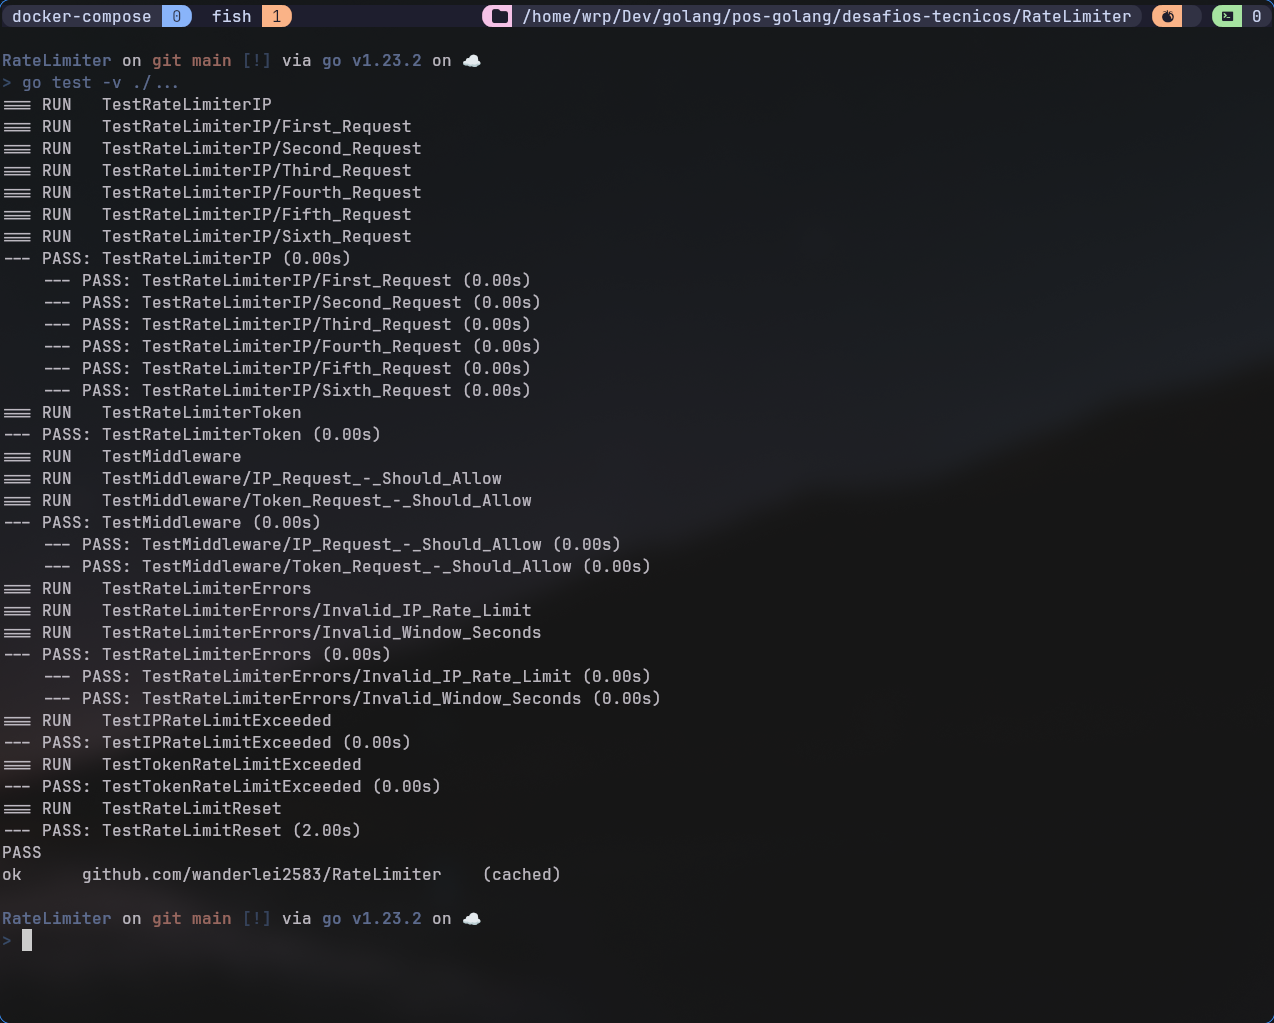 docker-compose 0 fish 1 /home/wrp/Dev/golang/pos-golang/desafios-tecnicos/RateLimiter 0
RateLimiter on git main [!] via go v1.23.2 on ☁️
> go test -v ./...
=== RUN   TestRateLimiterIP
=== RUN   TestRateLimiterIP/First_Request
=== RUN   TestRateLimiterIP/Second_Request
=== RUN   TestRateLimiterIP/Third_Request
=== RUN   TestRateLimiterIP/Fourth_Request
=== RUN   TestRateLimiterIP/Fifth_Request
=== RUN   TestRateLimiterIP/Sixth_Request
--- PASS: TestRateLimiterIP (0.00s)
    --- PASS: TestRateLimiterIP/First_Request (0.00s)
    --- PASS: TestRateLimiterIP/Second_Request (0.00s)
    --- PASS: TestRateLimiterIP/Third_Request (0.00s)
    --- PASS: TestRateLimiterIP/Fourth_Request (0.00s)
    --- PASS: TestRateLimiterIP/Fifth_Request (0.00s)
    --- PASS: TestRateLimiterIP/Sixth_Request (0.00s)
=== RUN   TestRateLimiterToken
--- PASS: TestRateLimiterToken (0.00s)
=== RUN   TestMiddleware
=== RUN   TestMiddleware/IP_Request_-_Should_Allow
=== RUN   TestMiddleware/Token_Request_-_Should_Allow
--- PASS: TestMiddleware (0.00s)
    --- PASS: TestMiddleware/IP_Request_-_Should_Allow (0.00s)
    --- PASS: TestMiddleware/Token_Request_-_Should_Allow (0.00s)
=== RUN   TestRateLimiterErrors
=== RUN   TestRateLimiterErrors/Invalid_IP_Rate_Limit
=== RUN   TestRateLimiterErrors/Invalid_Window_Seconds
--- PASS: TestRateLimiterErrors (0.00s)
    --- PASS: TestRateLimiterErrors/Invalid_IP_Rate_Limit (0.00s)
    --- PASS: TestRateLimiterErrors/Invalid_Window_Seconds (0.00s)
=== RUN   TestIPRateLimitExceeded
--- PASS: TestIPRateLimitExceeded (0.00s)
=== RUN   TestTokenRateLimitExceeded
--- PASS: TestTokenRateLimitExceeded (0.00s)
=== RUN   TestRateLimitReset
--- PASS: TestRateLimitReset (2.00s)
PASS
ok      github.com/wanderlei2583/RateLimiter    (cached)
RateLimiter on git main [!] via go v1.23.2 on ☁️
>